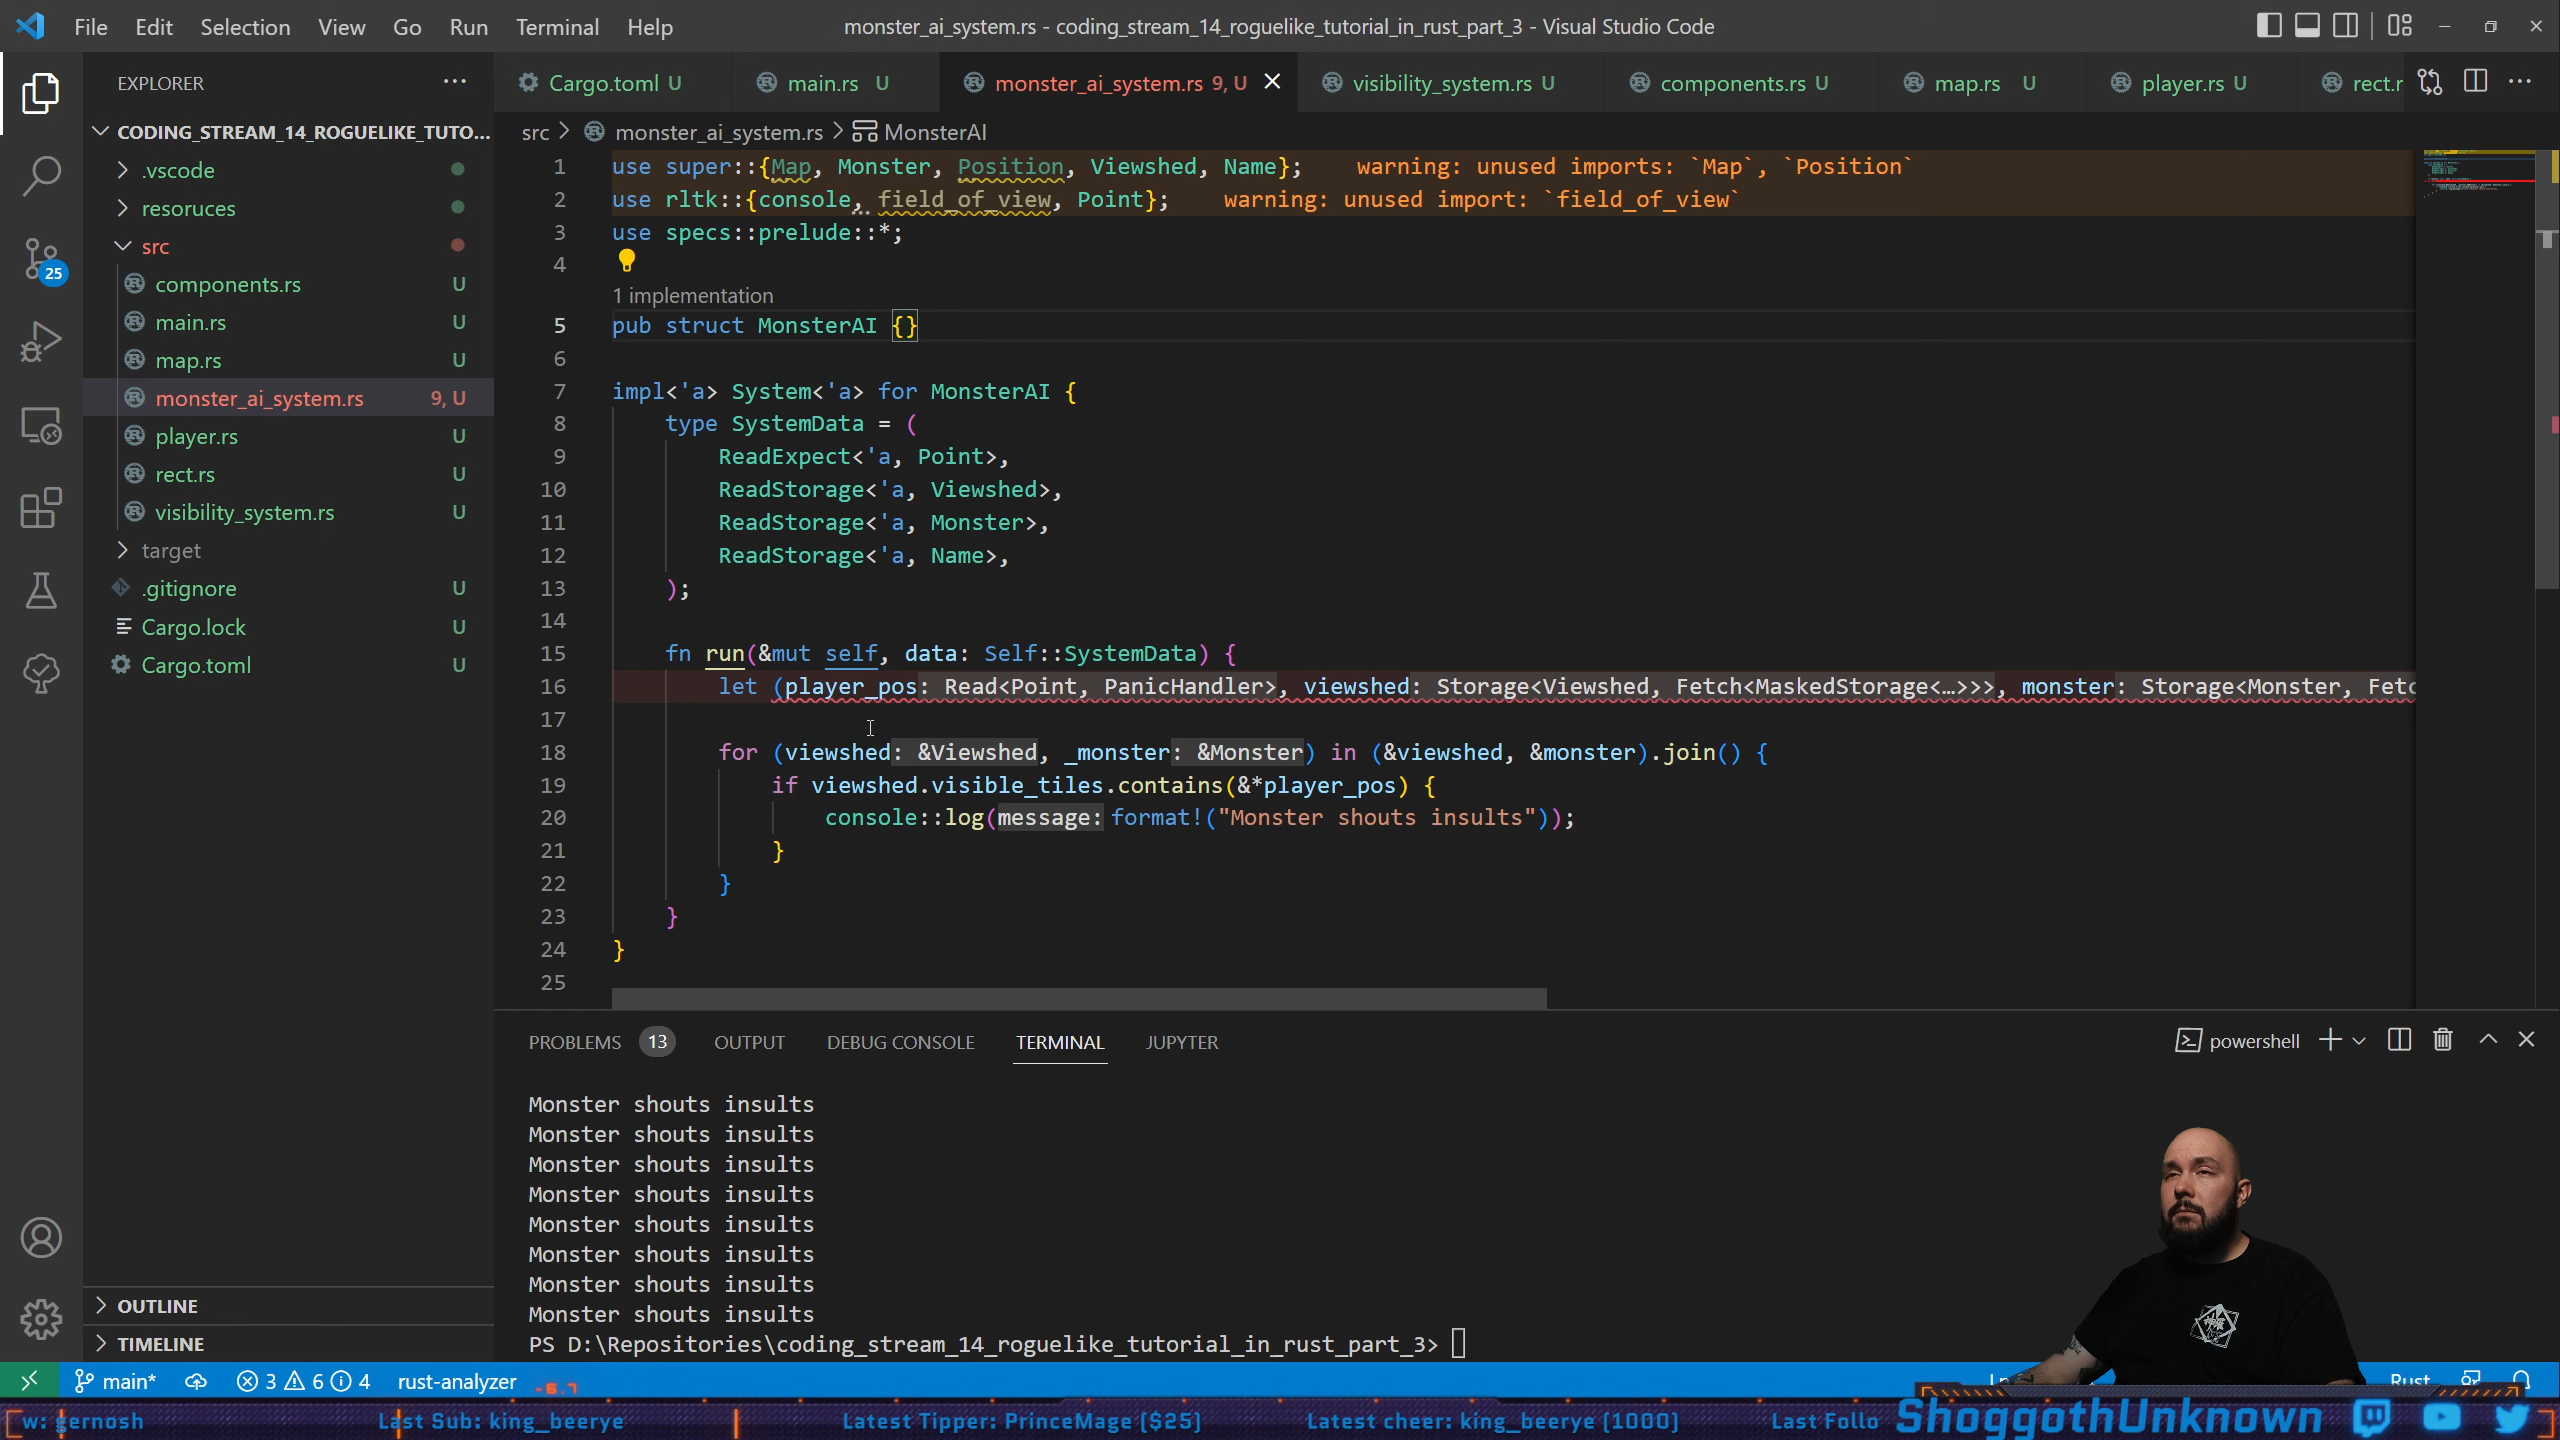 File Edit Selection View Go Run Terminal Help
monster_ai_system.rs - coding_stream_14_roguelike_tutorial_in_rust_part_3 - Visual Studio Code
EXPLORER
Cargo.toml U main.rs U monster_ai_system.rs 9, U visibility_system.rs U components.rs U map.rs U player.rs U rect.r
CODING_STREAM_14_ROGUELIKE_TUTO...
src > monster_ai_system.rs > MonsterAI
.vscode
resoruces
src
components.rs U
main.rs U
map.rs U
monster_ai_system.rs 9, U
player.rs U
rect.rs U
visibility_system.rs U
target
.gitignore U
Cargo.lock U
Cargo.toml U
25
OUTLINE
TIMELINE
1 use super::{Map, Monster, Position, Viewshed, Name}; warning: unused imports: `Map`, `Position`
2 use rltk::{console, field_of_view, Point}; warning: unused import: `field_of_view`
3 use specs::prelude::*;
4
1 implementation
5 pub struct MonsterAI {}
6
7 impl<'a> System<'a> for MonsterAI {
8 type SystemData = (
9 ReadExpect<'a, Point>,
10 ReadStorage<'a, Viewshed>,
11 ReadStorage<'a, Monster>,
12 ReadStorage<'a, Name>,
13 );
14
15 fn run(&mut self, data: Self::SystemData) {
16 let (player_pos: Read<Point, PanicHandler>, viewshed: Storage<Viewshed, Fetch<MaskedStorage<…>>>, monster: Storage<Monster, Fetc
17
18 for (viewshed: &Viewshed, _monster: &Monster) in (&viewshed, &monster).join() {
19 if viewshed.visible_tiles.contains(&*player_pos) {
20 console::log(message: format!("Monster shouts insults"));
21 }
22 }
23 }
24 }
25
PROBLEMS 13 OUTPUT DEBUG CONSOLE TERMINAL JUPYTER
powershell
Monster shouts insults
Monster shouts insults
Monster shouts insults
Monster shouts insults
Monster shouts insults
Monster shouts insults
Monster shouts insults
Monster shouts insults
PS D:\Repositories\coding_stream_14_roguelike_tutorial_in_rust_part_3>
main* 3 6 4 rust-analyzer
Rust
w: gernosh Last Sub: king_beerye Latest Tipper: PrinceMage [$25] Latest cheer: king_beerye [1000] Last Follo ShoggothUnknown